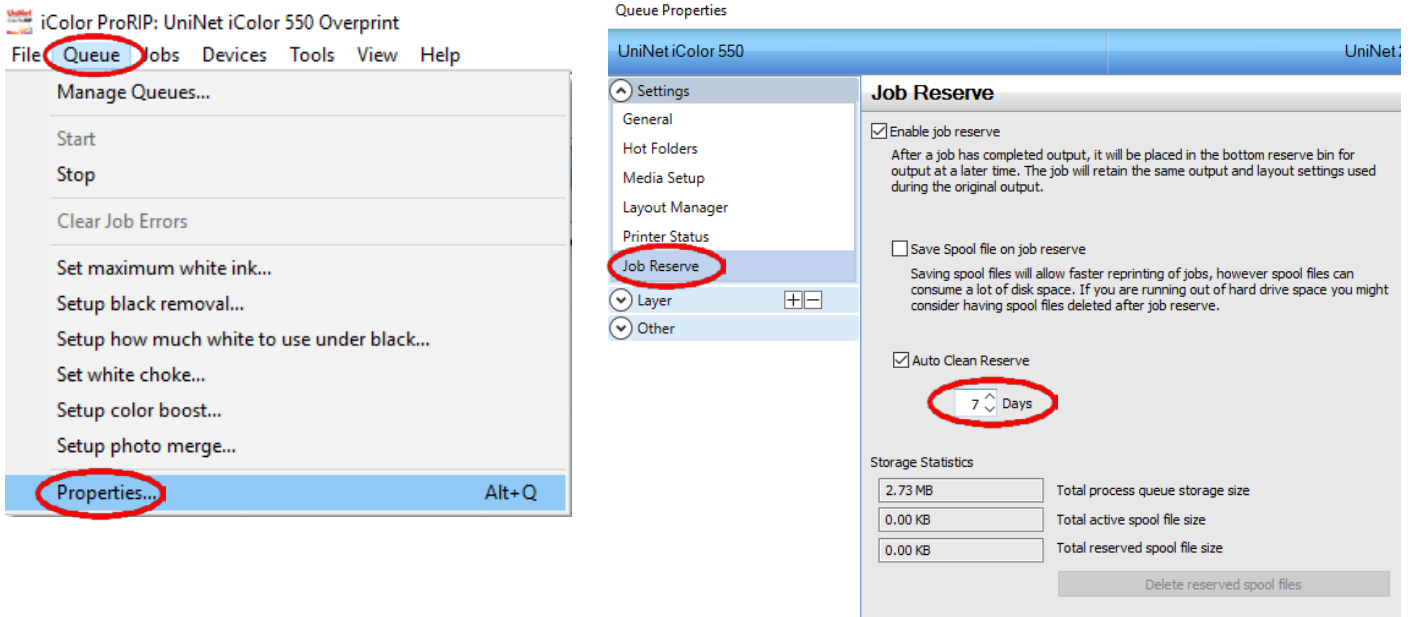 iColor ProRIP: UniNet iColor 550 Overprint
File Queue Jobs Devices Tools View Help
Manage Queues...
Start
Stop
Clear Job Errors
Set maximum white ink...
Setup black removal...
Setup how much white to use under black...
Set white choke...
Setup color boost...
Setup photo merge...
Properties... Alt+Q
Queue Properties
UniNet iColor 550 UniNet
Settings
General
Hot Folders
Media Setup
Layout Manager
Printer Status
Job Reserve
Layer
Other
Job Reserve
Enable job reserve
After a job has completed output, it will be placed in the bottom reserve bin for
output at a later time. The job will retain the same output and layout settings used
during the original output.
Save Spool file on job reserve
Saving spool files will allow faster reprinting of jobs, however spool files can
consume a lot of disk space. If you are running out of hard drive space you might
consider having spool files deleted after job reserve.
Auto Clean Reserve
7 Days
Storage Statistics
2.73 MB Total process queue storage size
0.00 KB Total active spool file size
0.00 KB Total reserved spool file size
Delete reserved spool files